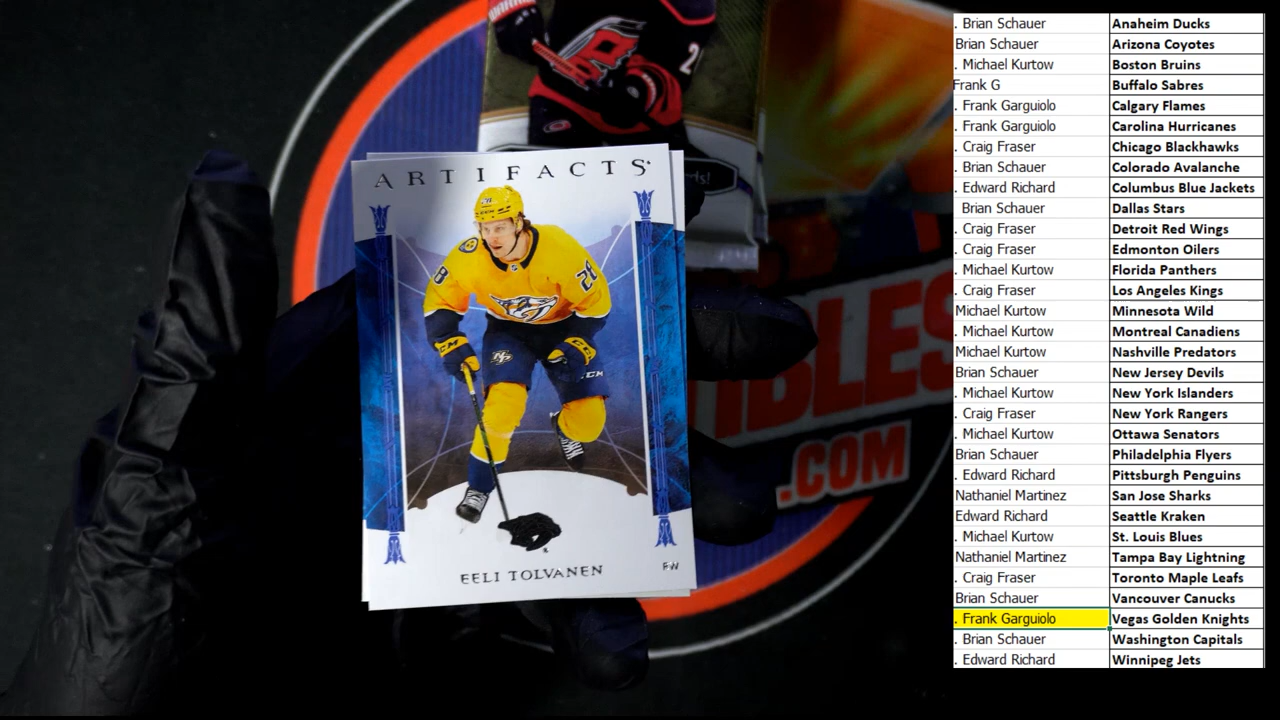 ARTIFACTS
28
EELI TOLVANEN
FW
.COM
. Brian Schauer Anaheim Ducks
Brian Schauer Arizona Coyotes
. Michael Kurtow Boston Bruins
Frank G Buffalo Sabres
. Frank Garguiolo Calgary Flames
. Frank Garguiolo Carolina Hurricanes
. Craig Fraser Chicago Blackhawks
. Brian Schauer Colorado Avalanche
. Edward Richard Columbus Blue Jackets
Brian Schauer Dallas Stars
. Craig Fraser Detroit Red Wings
. Craig Fraser Edmonton Oilers
. Michael Kurtow Florida Panthers
. Craig Fraser Los Angeles Kings
Michael Kurtow Minnesota Wild
. Michael Kurtow Montreal Canadiens
Michael Kurtow Nashville Predators
Brian Schauer New Jersey Devils
. Michael Kurtow New York Islanders
. Craig Fraser New York Rangers
. Michael Kurtow Ottawa Senators
Brian Schauer Philadelphia Flyers
. Edward Richard Pittsburgh Penguins
Nathaniel Martinez San Jose Sharks
Edward Richard Seattle Kraken
. Michael Kurtow St. Louis Blues
Nathaniel Martinez Tampa Bay Lightning
. Craig Fraser Toronto Maple Leafs
Brian Schauer Vancouver Canucks
. Frank Garguiolo Vegas Golden Knights
. Brian Schauer Washington Capitals
. Edward Richard Winnipeg Jets